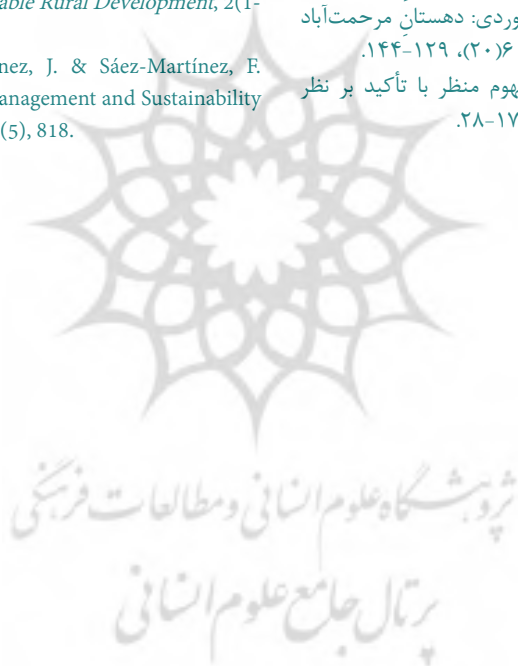 able Rural Development, 2(1-
nez, J. & Sáez-Martínez, F.
anagement and Sustainability
(5), 818.
وردی: دهستانِ مرحمت‌آباد
۶(۲۰)، ۱۲۹-۱۴۴.
هوم منظر با تأکید بر نظر
۱۷-۲۸.
پژوهشگاه علوم انسانی و مطالعات فرهنگی
پرتال جامع علوم انسانی